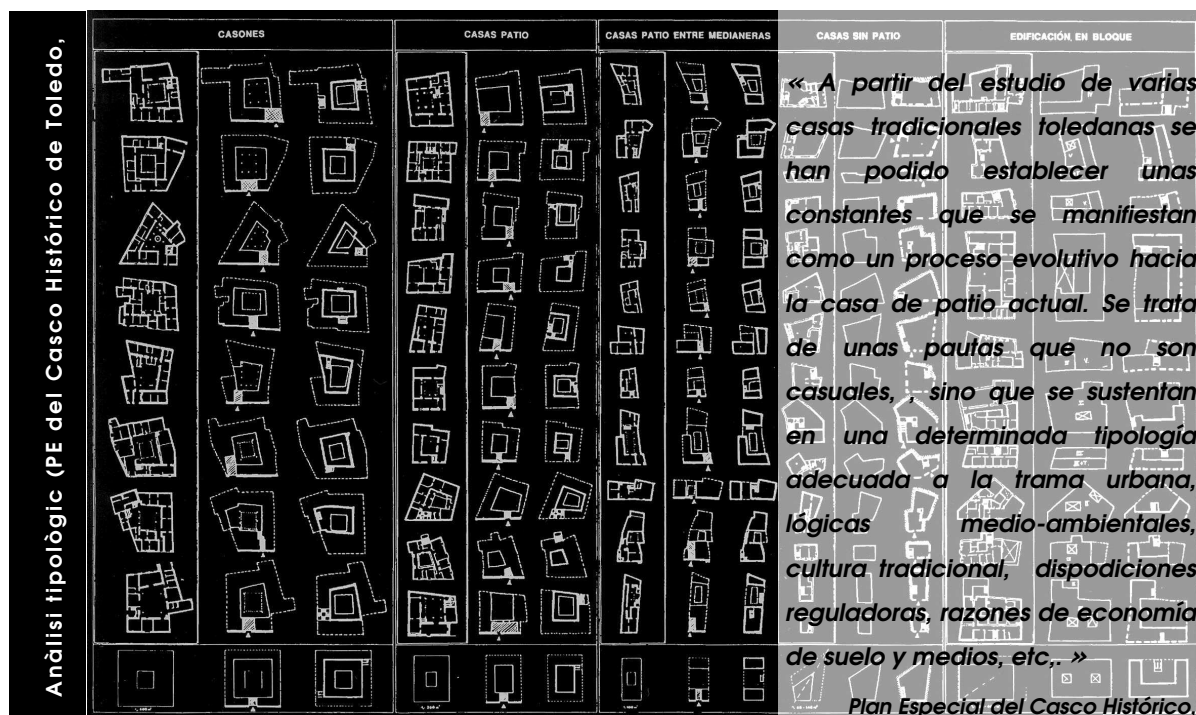 Anàlisi tipològic (PE del Casco Histórico de Toledo,
CASONES
CASAS PATIO
CASAS PATIO ENTRE MEDIANERAS
CASAS SIN PATIO
EDIFICACIÓN, EN BLOQUE
« A partir del estudio de varias
casas tradicionales toledanas se
han podido establecer unas
constantes que se manifiestan
como un proceso evolutivo hacia
la casa de patio actual. Se trata
de unas pautas que no son
casuales, , sino que se sustentan
en una determinada tipología
adecuada a la trama urbana,
lógicas medio-ambientales,
cultura tradicional, dispodiciones
reguladoras, razones de economía
de suelo y medios, etc,. »
Plan Especial del Casco Histórico.